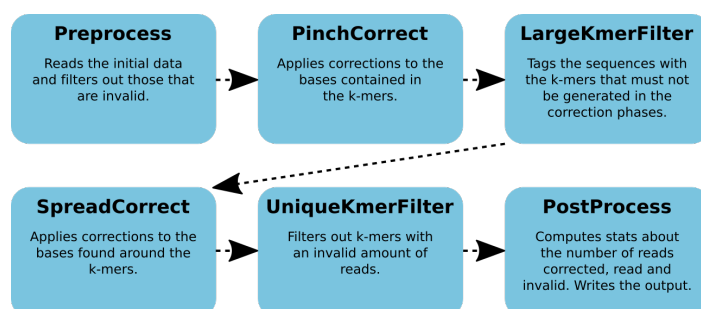 Preprocess
Reads the initial data
and filters out those that
are invalid.
PinchCorrect
Applies corrections to the
bases contained in
the k-mers.
LargeKmerFilter
Tags the sequences with
the k-mers that must not
be generated in the
correction phases.
SpreadCorrect
Applies corrections to the
bases found around the
k-mers.
UniqueKmerFilter
Filters out k-mers with
an invalid amount of
reads.
PostProcess
Computes stats about
the number of reads
corrected, read and
invalid. Writes the output.